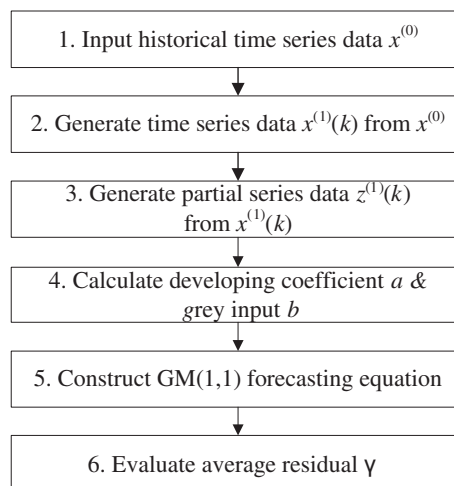 1. Input historical time series data x⁽⁰⁾
2. Generate time series data x⁽¹⁾(k) from x⁽⁰⁾
3. Generate partial series data z⁽¹⁾(k)
from x⁽¹⁾(k)
4. Calculate developing coefficient a &
grey input b
5. Construct GM(1,1) forecasting equation
6. Evaluate average residual γ